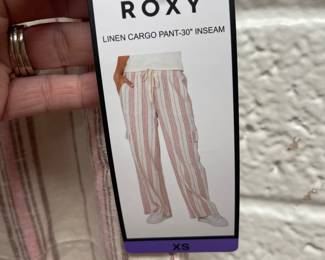 ROXY
LINEN CARGO PANT-30" INSEAM
XS